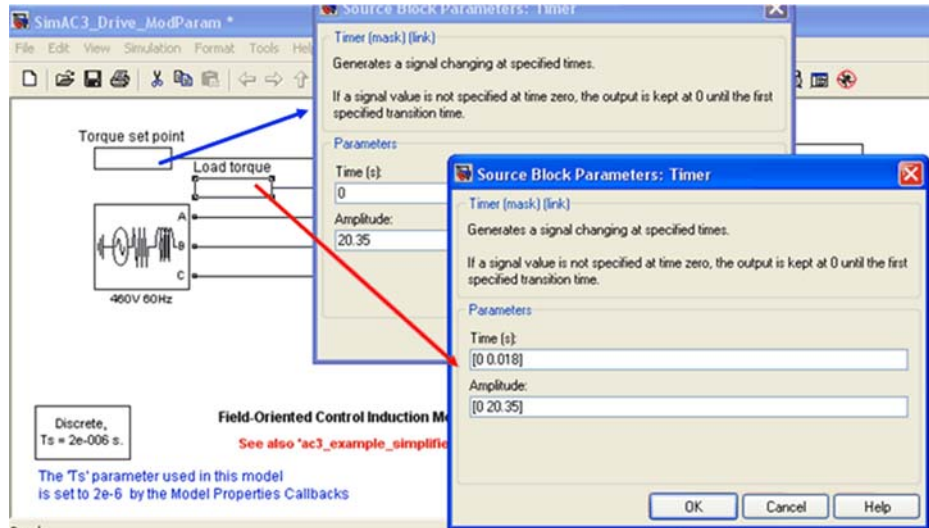 SimAC3_Drive_ModParam *
File Edit View Simulation Format Tools Help
Torque set point
Load torque
A
B
C
460V 60Hz
Discrete,
Ts = 2e-006 s.
Field-Oriented Control Induction M
See also 'ac3_example_simplifie
The 'Ts' parameter used in this model
is set to 2e-6 by the Model Properties Callbacks
Source Block Parameters: Timer
Timer (mask) (link)
Generates a signal changing at specified times.
If a signal value is not specified at time zero, the output is kept at 0 until the first
specified transition time.
Parameters
Time (s):
0
Amplitude:
20.35
Source Block Parameters: Timer
Timer (mask) (link)
Generates a signal changing at specified times.
If a signal value is not specified at time zero, the output is kept at 0 until the first
specified transition time.
Parameters
Time (s):
[0 0.018]
Amplitude:
[0 20.35]
OK Cancel Help